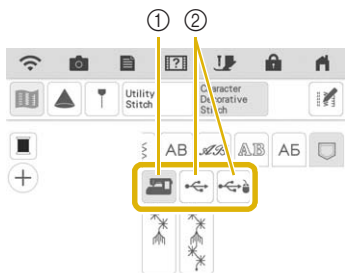 ① ②
Utility
Stitch
Character
Decorative
Stitch
AB AB AB АБ